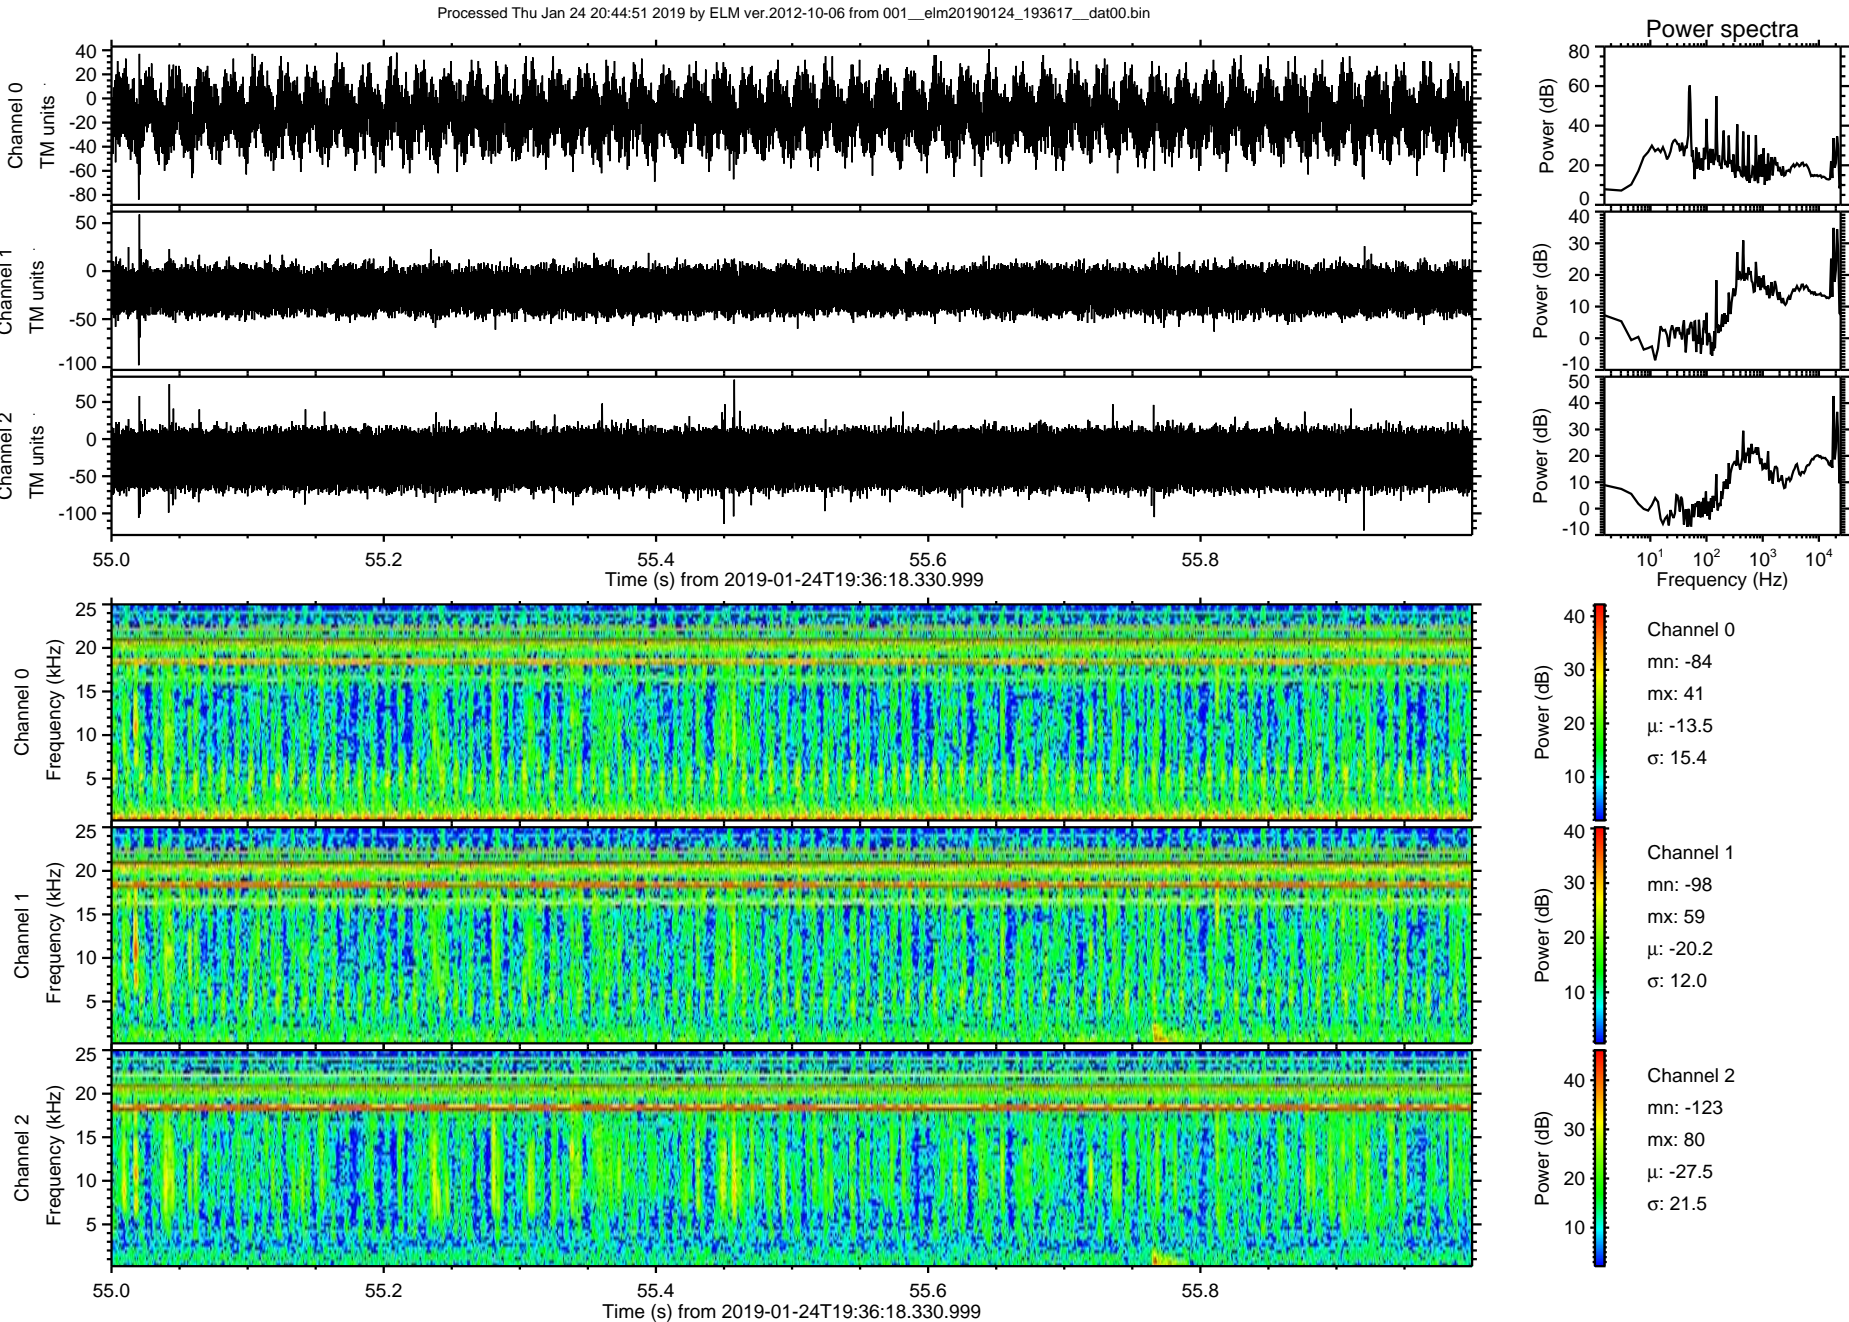 Processed Thu Jan 24 20:44:51 2019 by ELM ver.2012-10-06 from 001__elm20190124_193617__dat00.bin
Power spectra
Channel 0
TM units
40
20
0
-20
-40
-60
-80
Power (dB)
80
60
40
20
0
Channel 1
TM units
50
0
-50
-100
Power (dB)
40
30
20
10
0
-10
Channel 2
TM units
50
0
-50
-100
Power (dB)
50
40
30
20
10
0
-10
55.0 55.2 55.4 55.6 55.8
Time (s) from 2019-01-24T19:36:18.330.999
10^1 10^2 10^3 10^4
Frequency (Hz)
Channel 0
Frequency (kHz)
25
20
15
10
5
Power (dB)
40
30
20
10
Channel 0
mn: -84
mx: 41
μ: -13.5
σ: 15.4
Channel 1
Frequency (kHz)
25
20
15
10
5
Power (dB)
40
30
20
10
Channel 1
mn: -98
mx: 59
μ: -20.2
σ: 12.0
Channel 2
Frequency (kHz)
25
20
15
10
5
Power (dB)
40
30
20
10
Channel 2
mn: -123
mx: 80
μ: -27.5
σ: 21.5
55.0 55.2 55.4 55.6 55.8
Time (s) from 2019-01-24T19:36:18.330.999